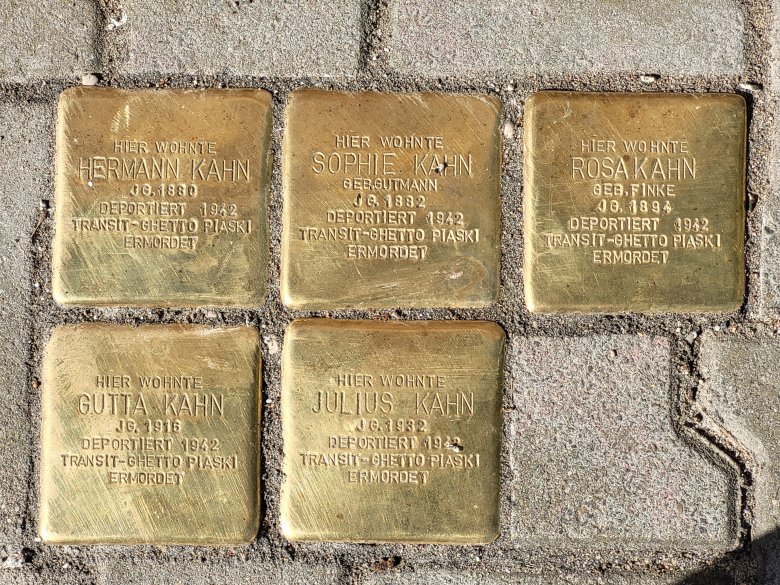 HIER WOHNTE
HERMANN KAHN
JG. 1880
DEPORTIERT 1942
TRANSIT-GHETTO PIASKI
ERMORDET
HIER WOHNTE
SOPHIE KAHN
GEB. GUTMANN
JG. 1882
DEPORTIERT 1942
TRANSIT-GHETTO PIASKI
ERMORDET
HIER WOHNTE
ROSA KAHN
GEB. FINKE
JG. 1894
DEPORTIERT 1942
TRANSIT-GHETTO PIASKI
ERMORDET
HIER WOHNTE
GUTTA KAHN
JG. 1916
DEPORTIERT 1942
TRANSIT-GHETTO PIASKI
ERMORDET
HIER WOHNTE
JULIUS KAHN
JG. 1932
DEPORTIERT 1942
TRANSIT-GHETTO PIASKI
ERMORDET